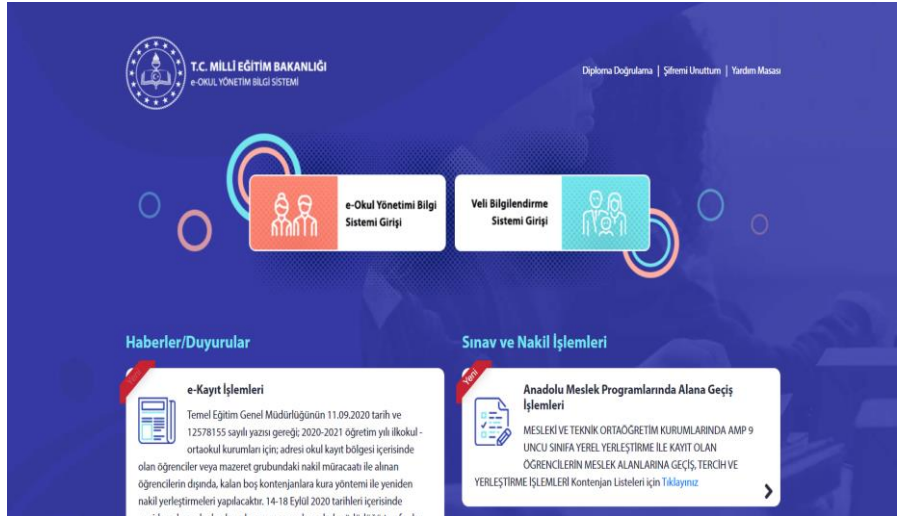 T.C. MİLLÎ EĞİTİM BAKANLIĞI
e-OKUL YÖNETİM BİLGİ SİSTEMİ
Diploma Doğrulama | Şifremi Unuttum | Yardım Masası
e-Okul Yönetimi Bilgi
Sistemi Girişi
Veli Bilgilendirme
Sistemi Girişi
Haberler/Duyurular
Yeni
e-Kayıt İşlemleri
Temel Eğitim Genel Müdürlüğünün 11.09.2020 tarih ve
12578155 sayılı yazısı gereği; 2020-2021 öğretim yılı ilkokul -
ortaokul kurumları için; adresi okul kayıt bölgesi içerisinde
olan öğrenciler veya mazeret grubundaki nakil müracaatı ile alınan
öğrencilerin dışında, kalan boş kontenjanlara kura yöntemi ile yeniden
nakil yerleştirmeleri yapılacaktır. 14-18 Eylül 2020 tarihleri içerisinde
Sınav ve Nakil İşlemleri
Yeni
Anadolu Meslek Programlarında Alana Geçiş
İşlemleri
MESLEKİ VE TEKNİK ORTAÖĞRETİM KURUMLARINDA AMP 9
UNCU SINIFA YEREL YERLEŞTİRME İLE KAYIT OLAN
ÖĞRENCİLERİN MESLEK ALANLARINA GEÇİŞ, TERCİH VE
YERLEŞTİRME İŞLEMLERİ Kontenjan Listeleri için Tıklayınız